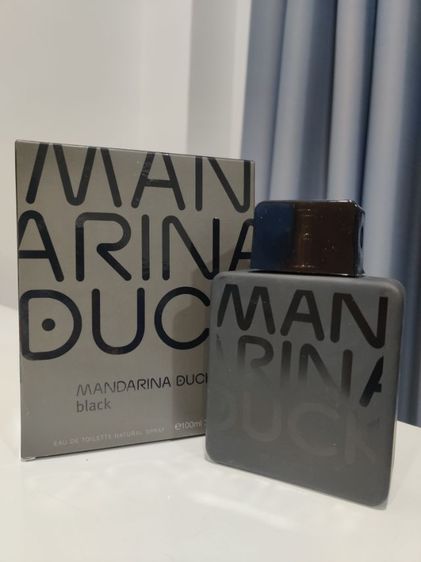 MAN
ARINA
DUCK
MANDARINA DUCK
black
EAU DE TOILETTE NATURAL SPRAY
℮100ml
MAN
ARINA
DUCK